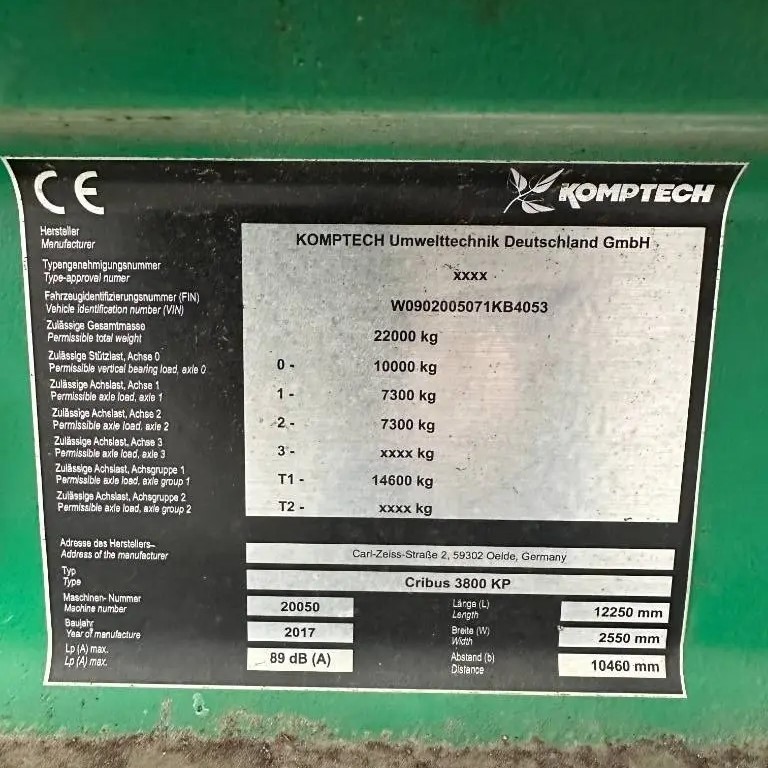 CE
KOMPTECH
Hersteller
Manufacturer
KOMPTECH Umwelttechnik Deutschland GmbH
Typengenehmigungsnummer
Type-approval numer
xxxx
Fahrzeugidentifizierungsnummer (FIN)
Vehicle identification number (VIN)
W0902005071KB4053
Zulässige Gesamtmasse
Permissible total weight
22000 kg
Zulässige Stützlast, Achse 0
Permissible vertical bearing load, axle 0
0 - 10000 kg
Zulässige Achslast, Achse 1
Permissible axle load, axle 1
1 - 7300 kg
Zulässige Achslast, Achse 2
Permissible axle load, axle 2
2 - 7300 kg
Zulässige Achslast, Achse 3
Permissible axle load, axle 3
3 - xxxx kg
Zulässige Achslast, Achsgruppe 1
Permissible axle load, axle group 1
T1 - 14600 kg
Zulässige Achslast, Achsgruppe 2
Permissible axle load, axle group 2
T2 - xxxx kg
Adresse des Herstellers
Address of the manufacturer
Carl-Zeiss-Straße 2, 59302 Oelde, Germany
Typ
Type
Cribus 3800 KP
Maschinen- Nummer
Machine number
20050
Länge (L)
Length
12250 mm
Baujahr
Year of manufacture
2017
Breite (W)
Width
2550 mm
Lp (A) max.
Lp (A) max.
89 dB (A)
Abstand (b)
Distance
10460 mm